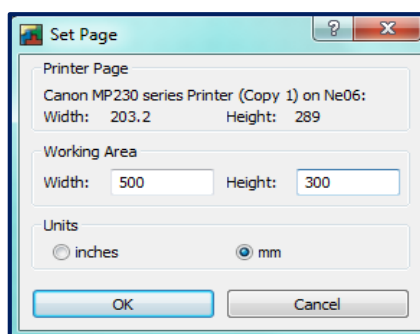 Set Page
?
Printer Page
Canon MP230 series Printer (Copy 1) on Ne06:
Width: 203.2 Height: 289
Working Area
Width: 500 Height: 300
Units
inches mm
OK Cancel